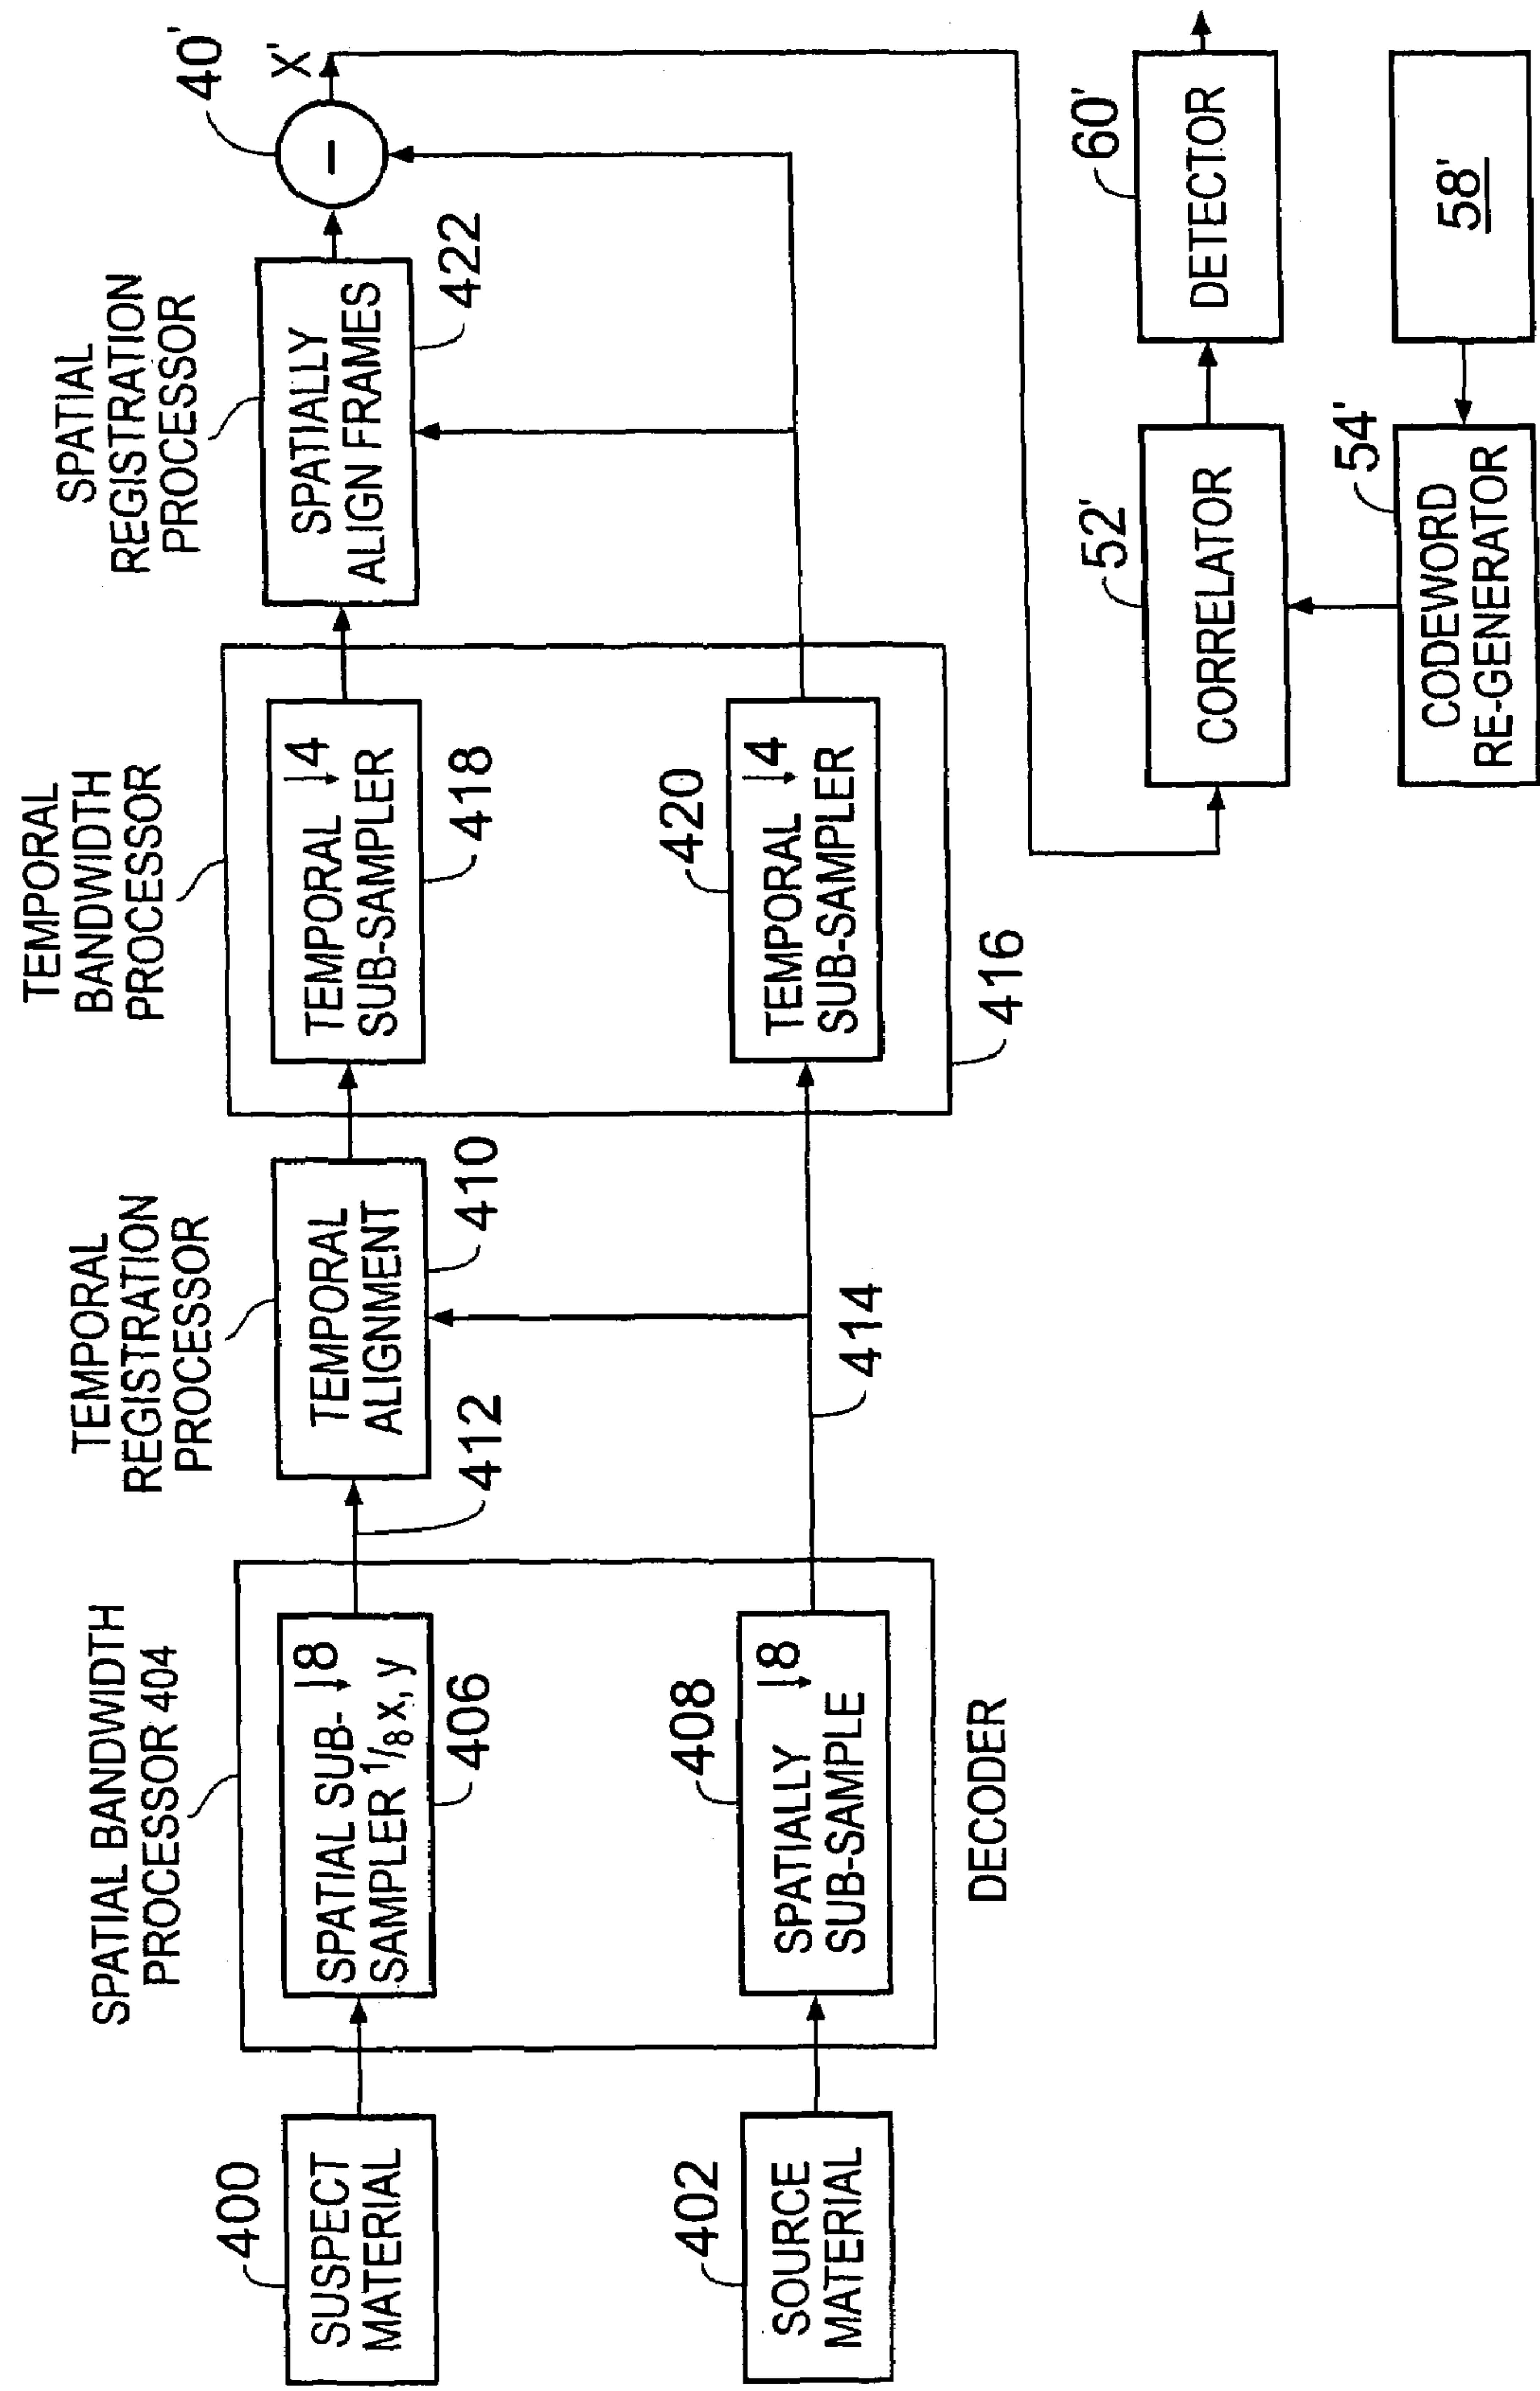 SPATIAL BANDWIDTH
PROCESSOR 404
TEMPORAL
REGISTRATION
PROCESSOR
TEMPORAL
BANDWIDTH
PROCESSOR
SPATIAL
REGISTRATION
PROCESSOR
400
SUSPECT
MATERIAL
SPATIAL SUB- ↓8
SAMPLER 1/8 x, y
406
412
TEMPORAL
ALIGNMENT
410
TEMPORAL ↓4
SUB-SAMPLER
418
SPATIALLY
ALIGN FRAMES
422
40'
−
X'
402
SOURCE
MATERIAL
408
SPATIALLY ↓8
SUB-SAMPLE
414
420
TEMPORAL ↓4
SUB-SAMPLER
416
DECODER
52'
CORRELATOR
60'
DETECTOR
54'
CODEWORD
RE-GENERATOR
58'